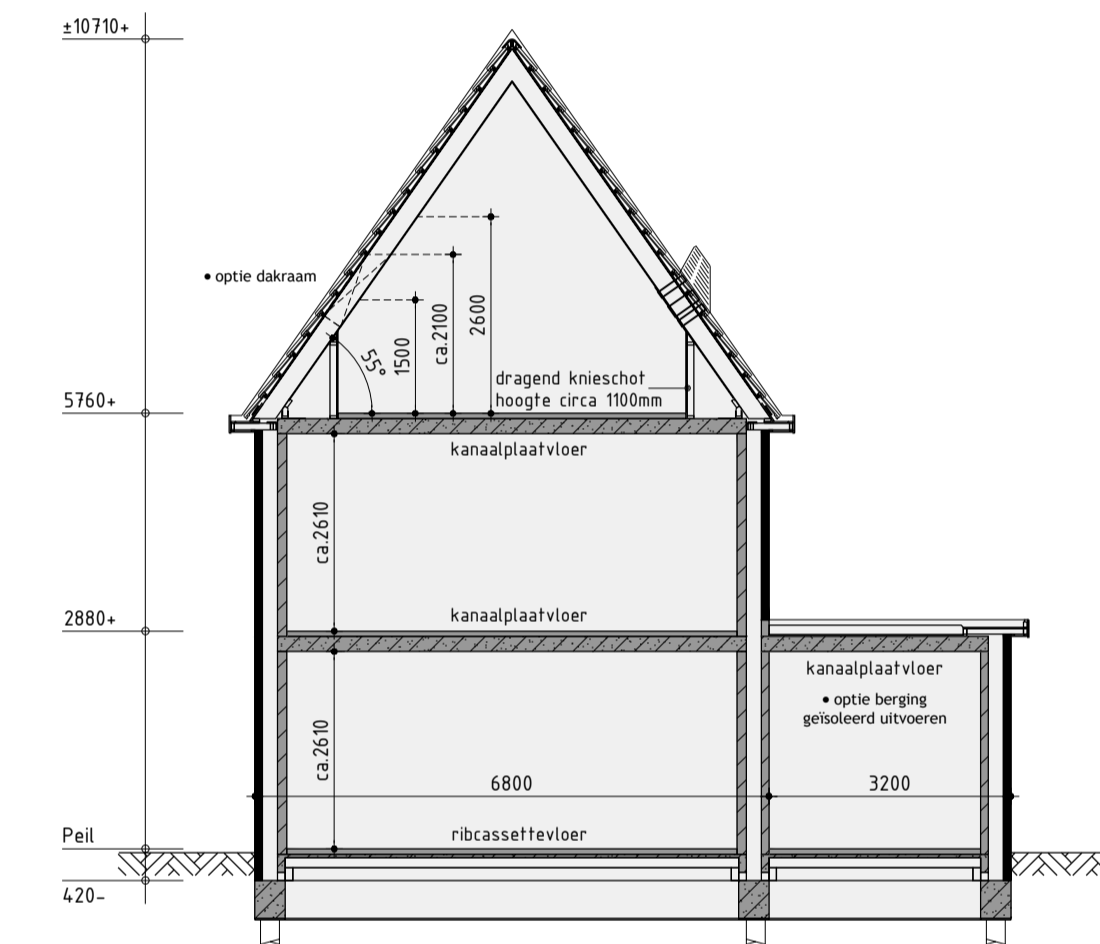 ±10710+
• optie dakraam
55°
1500
ca.2100
2600
dragend knieschot
hoogte circa 1100mm
5760+
kanaalplaatvloer
ca.2610
kanaalplaatvloer
2880+
kanaalplaatvloer
• optie berging
geïsoleerd uitvoeren
ca.2610
6800
3200
ribcassettevloer
Peil
420-